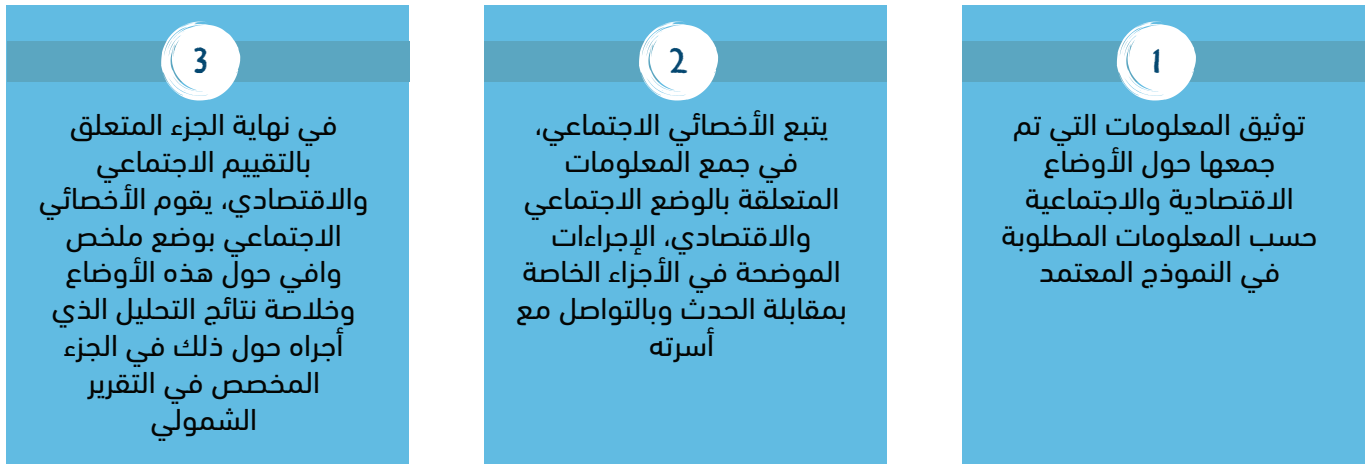 1
توثيق المعلومات التي تم
جمعها حول الأوضاع
الاقتصادية والاجتماعية
حسب المعلومات المطلوبة
في النموذج المعتمد
2
يتبع الأخصائي الاجتماعي،
في جمع المعلومات
المتعلقة بالوضع الاجتماعي
والاقتصادي، الإجراءات
الموضحة في الأجزاء الخاصة
بمقابلة الحدث وبالتواصل مع
أسرته
3
في نهاية الجزء المتعلق
بالتقييم الاجتماعي
والاقتصادي، يقوم الأخصائي
الاجتماعي بوضع ملخص
وافي حول هذه الأوضاع
وخلاصة نتائج التحليل الذي
أجراه حول ذلك في الجزء
المخصص في التقرير
الشمولي